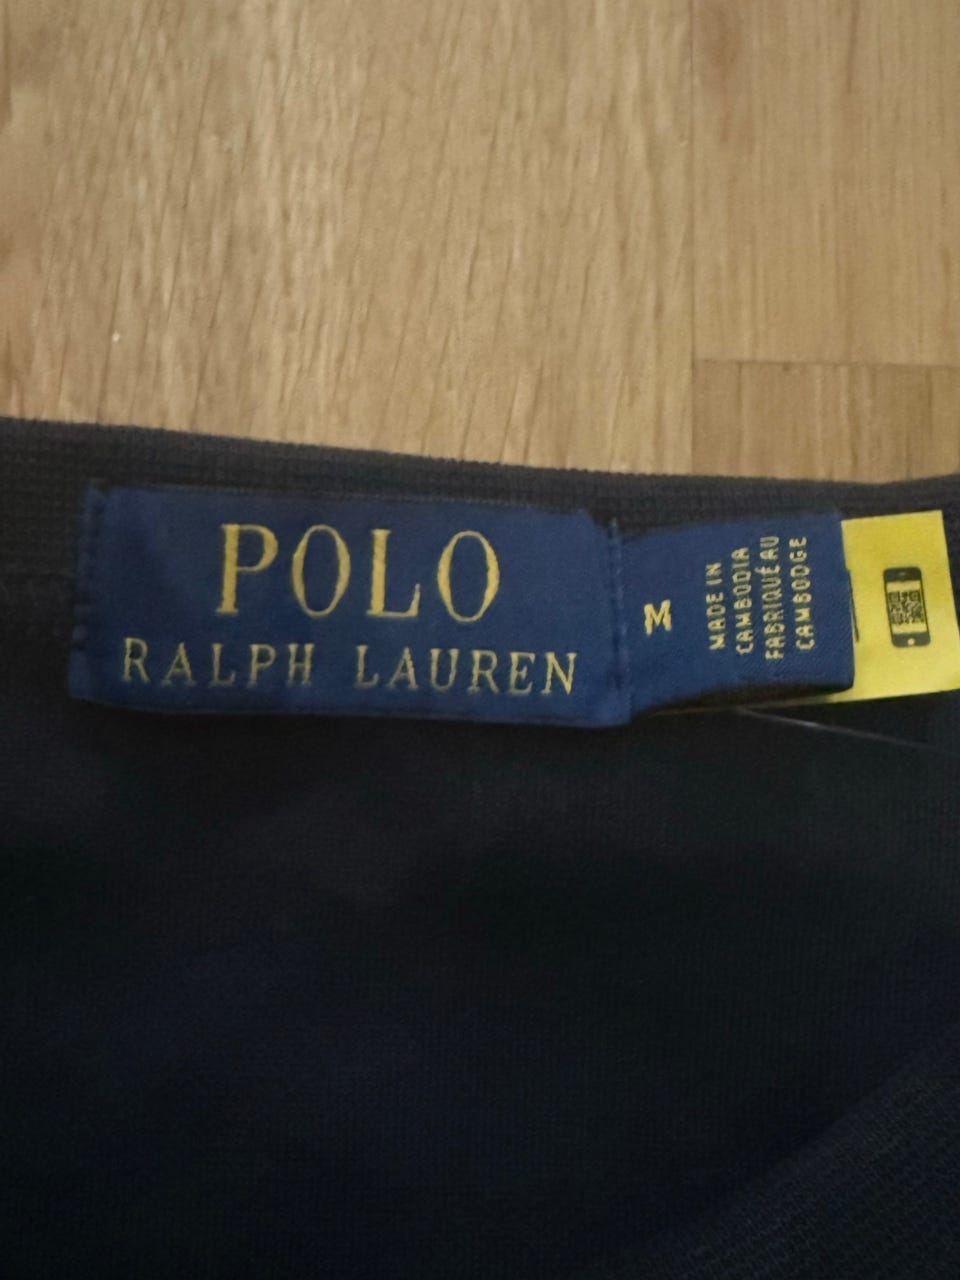 POLO
RALPH LAUREN
M
MADE IN
CAMBODIA
FABRIQUÉ AU
CAMBODGE